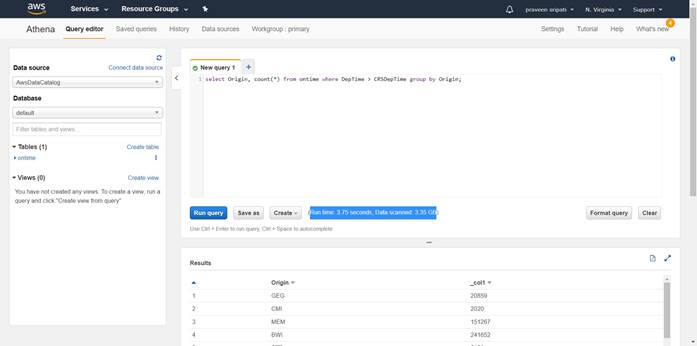 aws Services Resource Groups praveen sripati N. Virginia Support
Athena Query editor Saved queries History Data sources Workgroup : primary Settings Tutorial Help What's new 4
Data source Connect data source
AwsDataCatalog
Database
default
Filter tables and views...
Tables (1) Create table
ontime
Views (0) Create view
You have not created any views. To create a view, run a
query and click "Create view from query"
New query 1 +
1 select Origin, count(*) from ontime where DepTime > CRSDepTime group by Origin;
Run query Save as Create (Run time: 3.75 seconds, Data scanned: 3.35 GB) Format query Clear
Use Ctrl + Enter to run query, Ctrl + Space to autocomplete
Results
Origin _col1
1 GEG 20859
2 CMI 2020
3 MEM 151267
4 BWI 241652